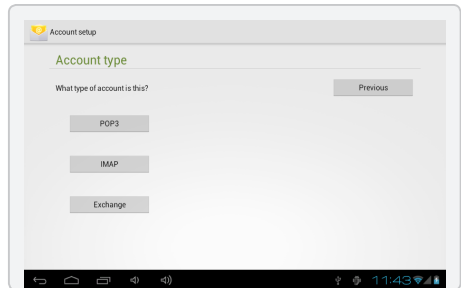 Account setup
Account type
What type of account is this?
Previous
POP3
IMAP
Exchange
11:43